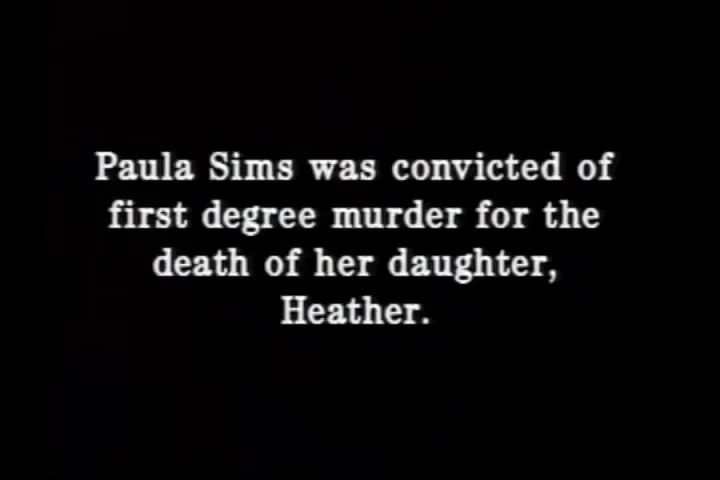 Paula Sims was convicted of
first degree murder for the
death of her daughter,
Heather.